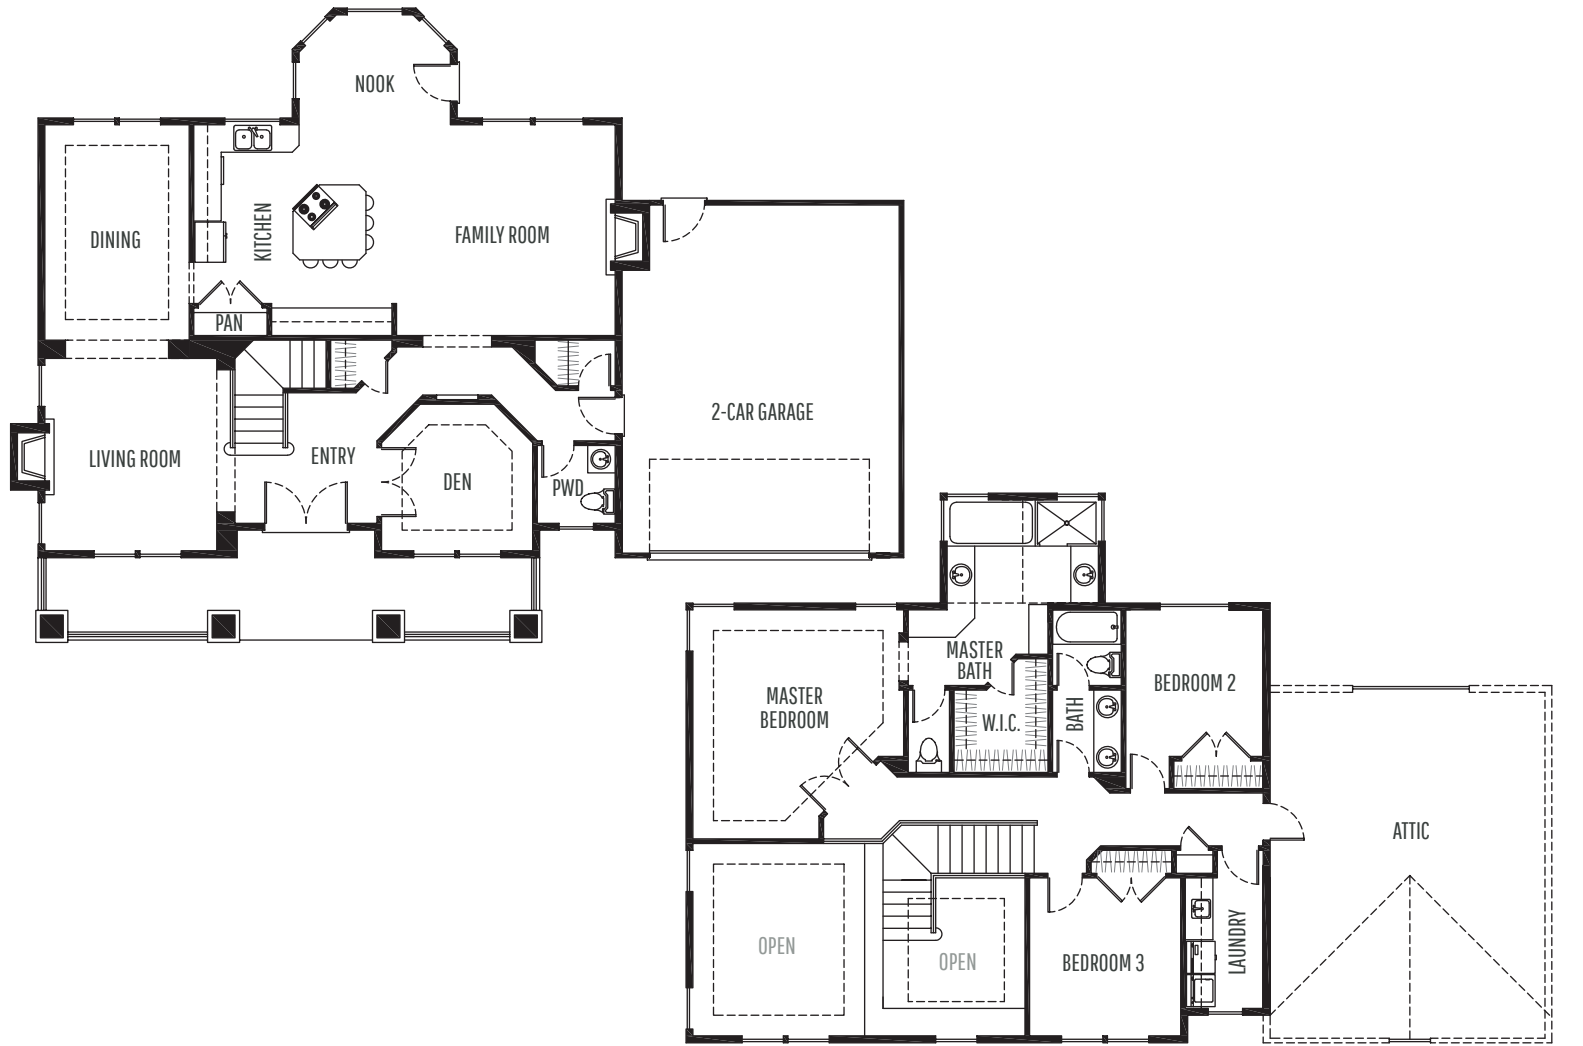 NOOK
DINING
KITCHEN
FAMILY ROOM
PAN
2-CAR GARAGE
LIVING ROOM
ENTRY
DEN
PWD
MASTER
BATH
MASTER
BEDROOM
W.I.C.
BATH
BEDROOM 2
ATTIC
OPEN
OPEN
BEDROOM 3
LAUNDRY